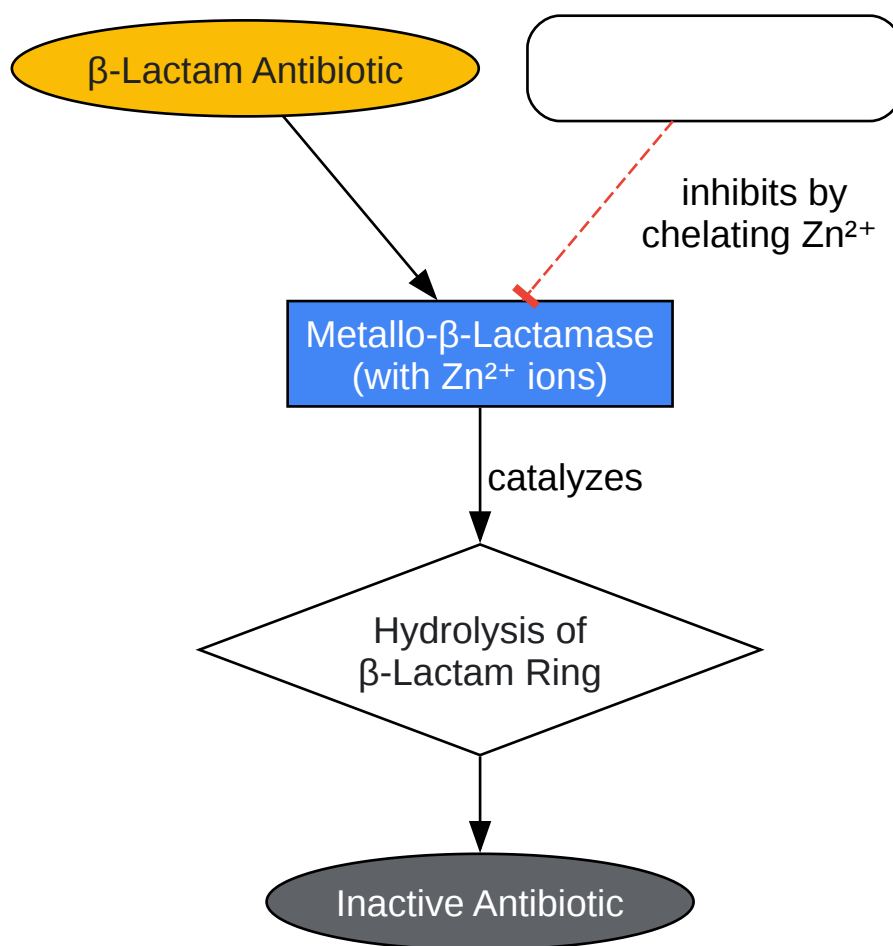 β-Lactam Antibiotic
inhibits by
chelating Zn²⁺
Metallo-β-Lactamase
(with Zn²⁺ ions)
catalyzes
Hydrolysis of
β-Lactam Ring
Inactive Antibiotic